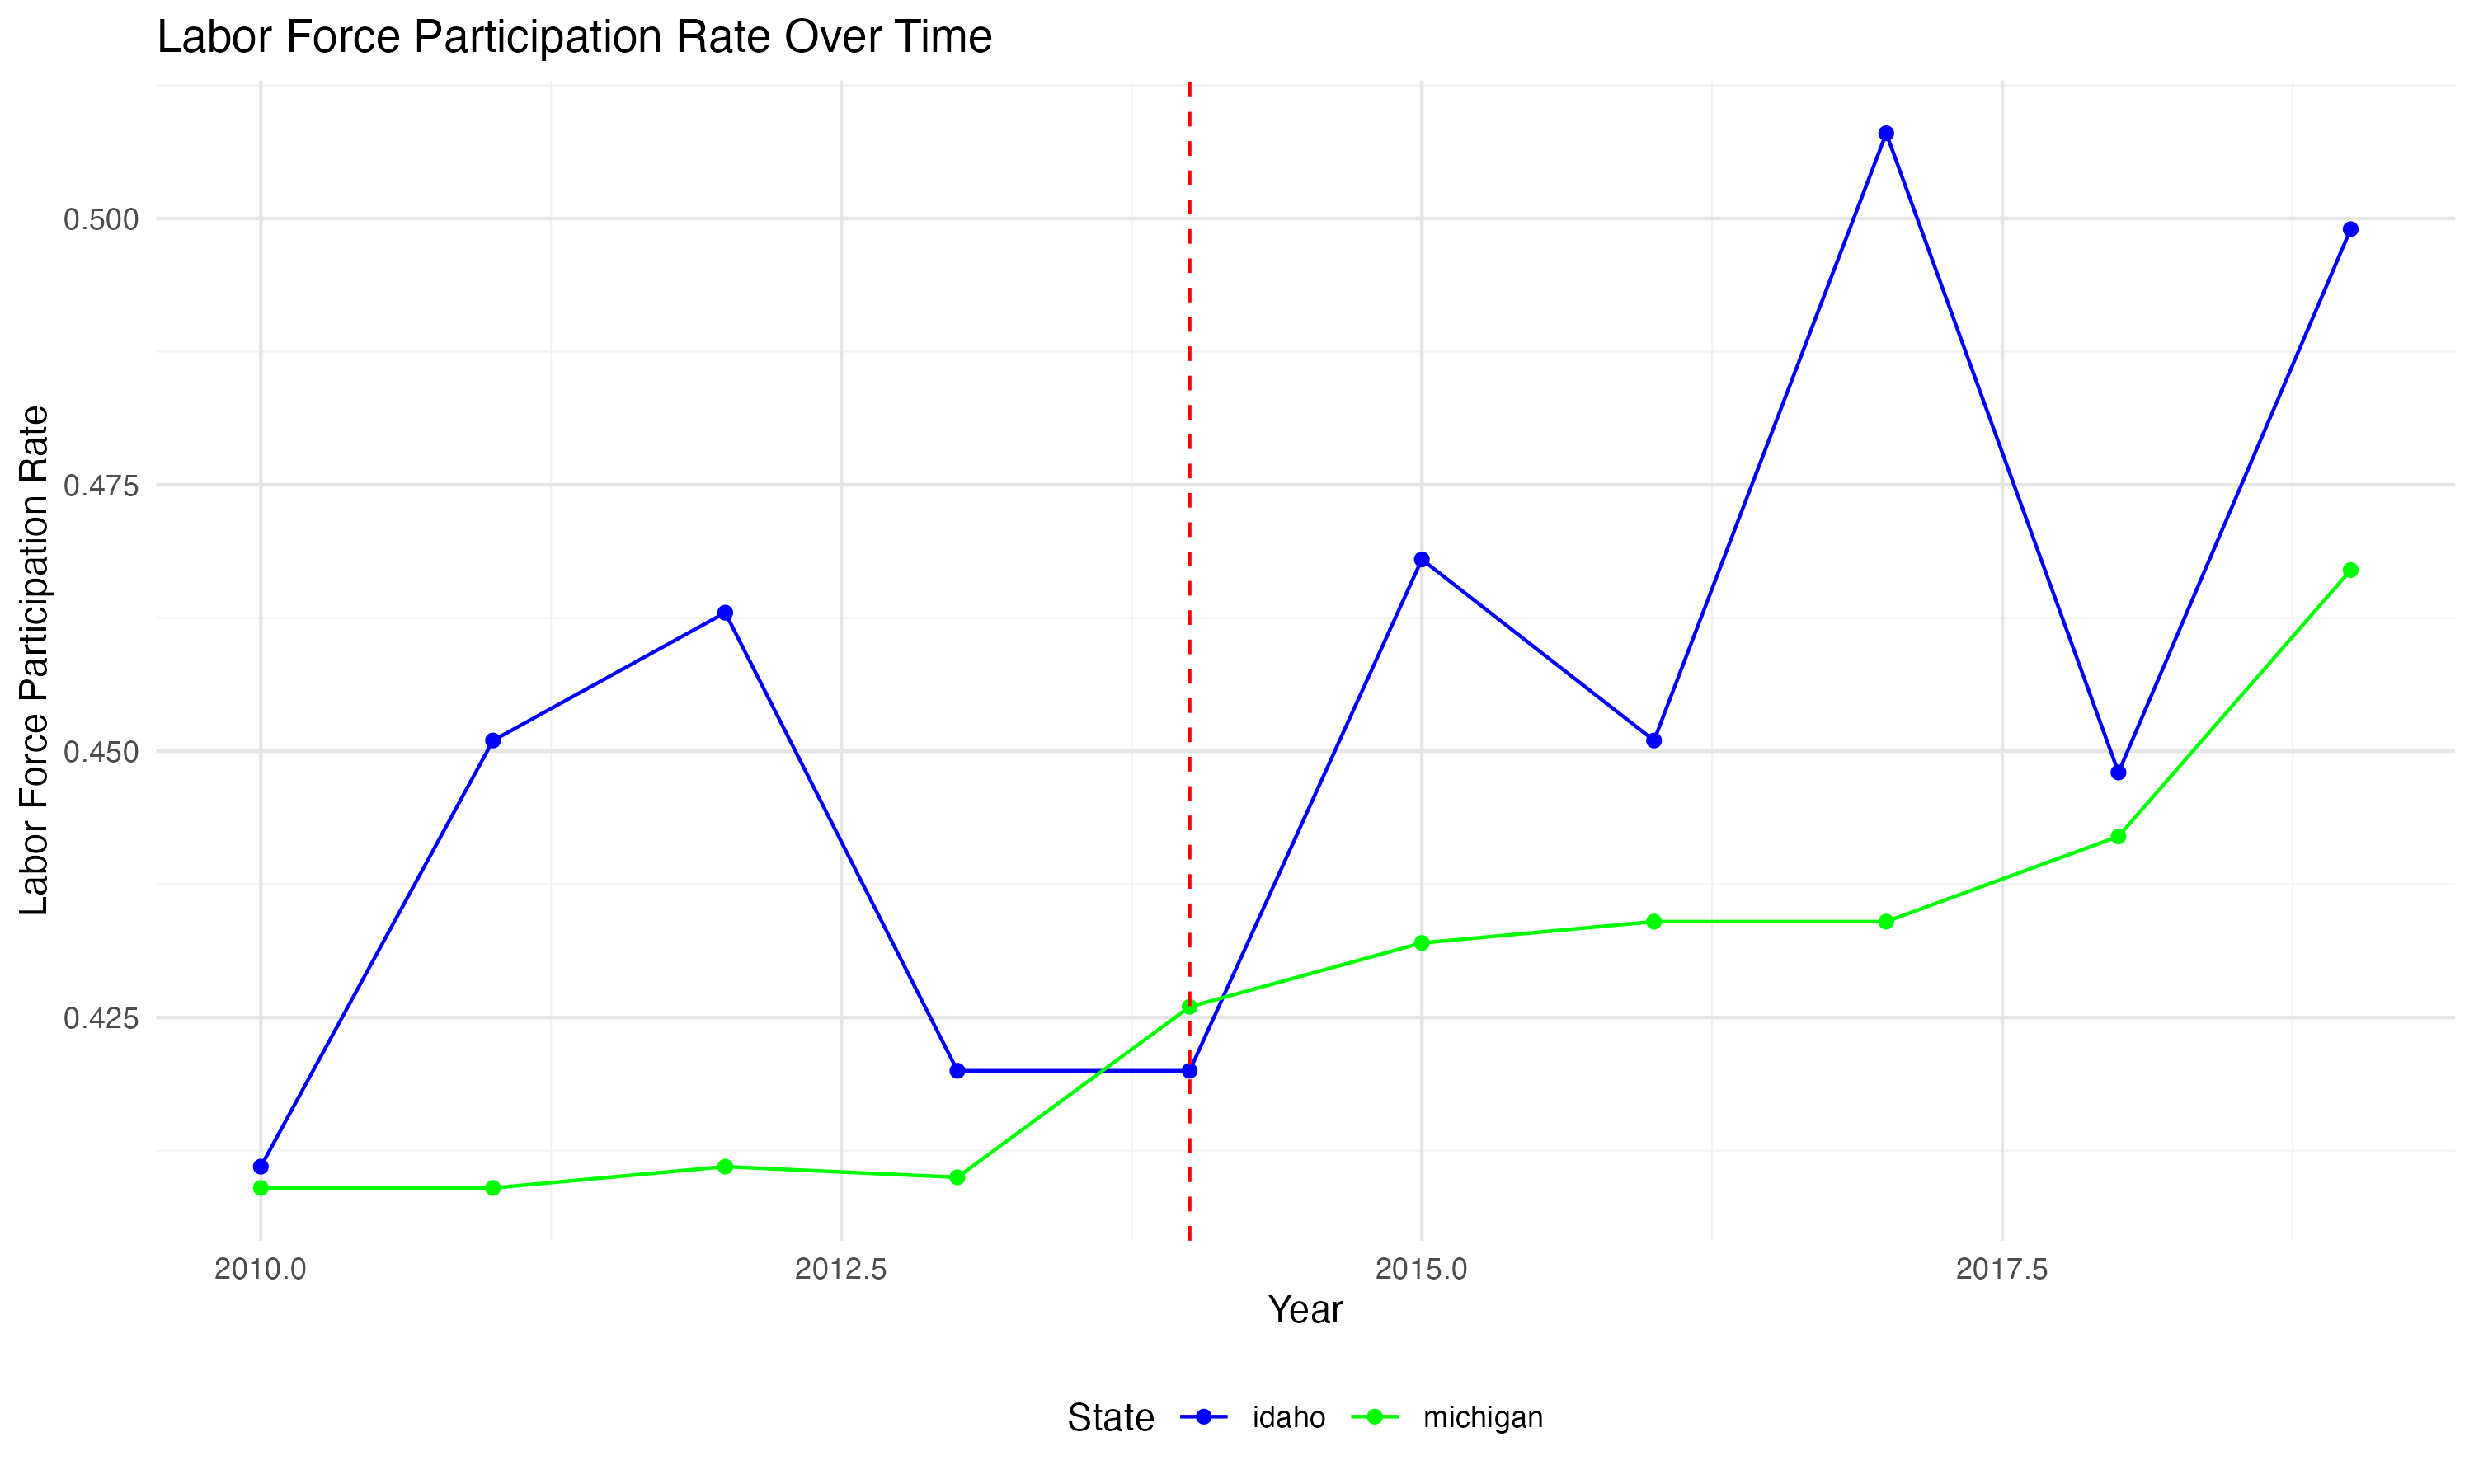 Labor Force Participation Rate Over Time
Labor Force Participation Rate
0.500
0.475
0.450
0.425
2010.0 2012.5 2015.0 2017.5
Year
State idaho michigan